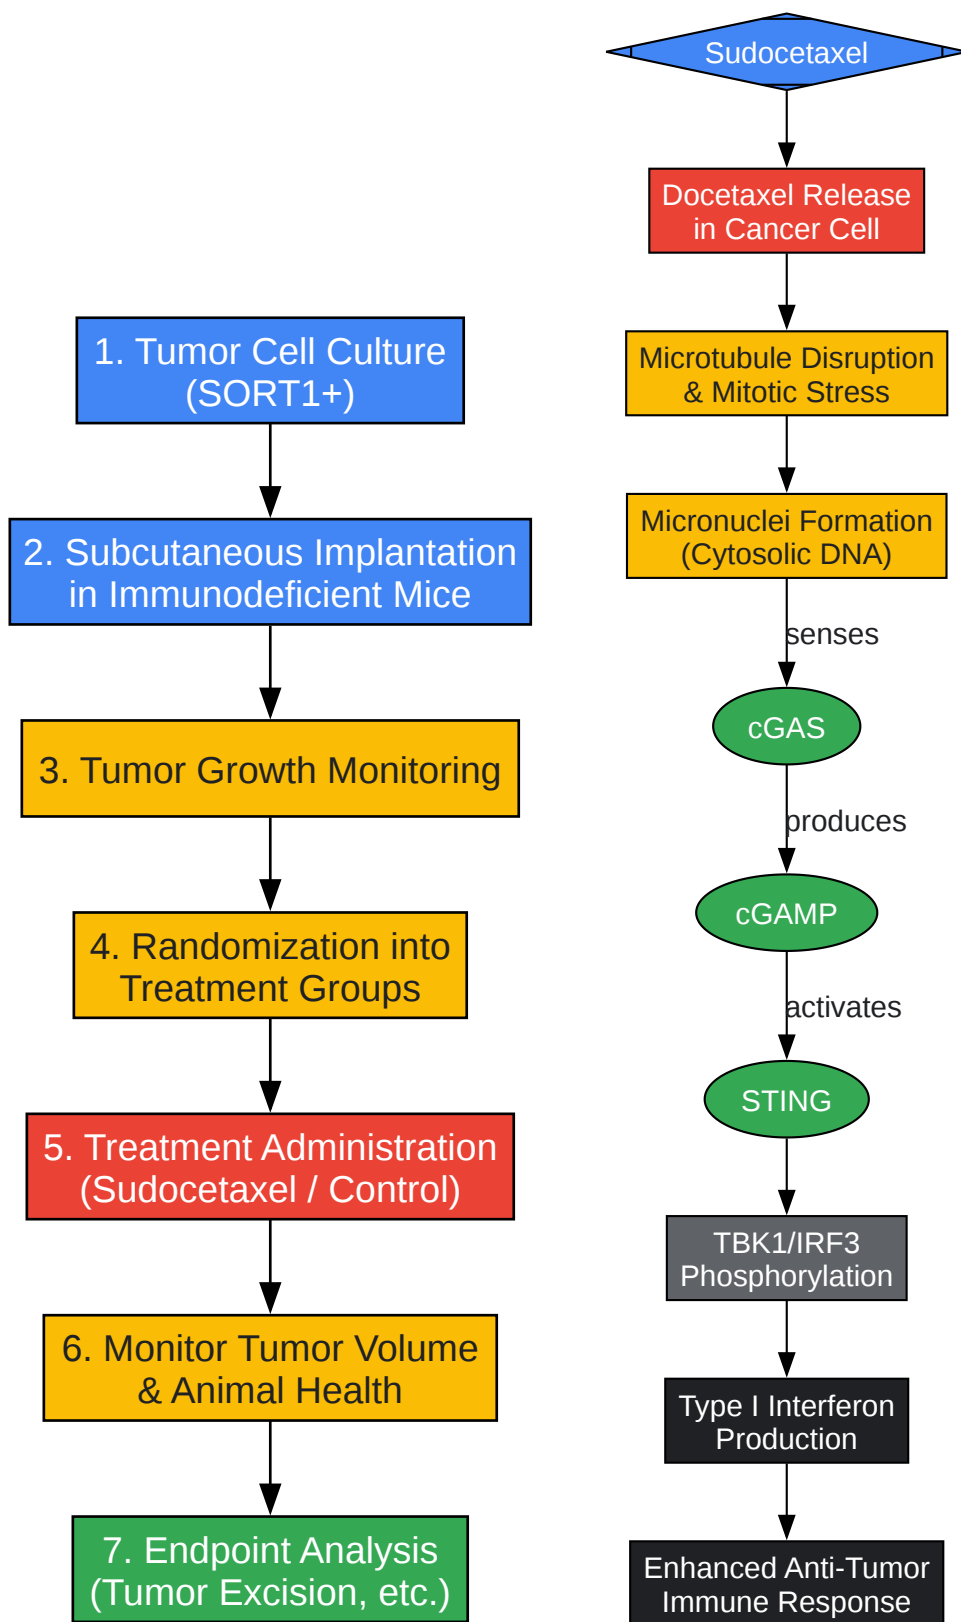 1. Tumor Cell Culture
(SORT1+)
2. Subcutaneous Implantation
in Immunodeficient Mice
3. Tumor Growth Monitoring
4. Randomization into
Treatment Groups
5. Treatment Administration
(Sudocetaxel / Control)
6. Monitor Tumor Volume
& Animal Health
7. Endpoint Analysis
(Tumor Excision, etc.)
Sudocetaxel
Docetaxel Release
in Cancer Cell
Microtubule Disruption
& Mitotic Stress
Micronuclei Formation
(Cytosolic DNA)
senses
cGAS
produces
cGAMP
activates
STING
TBK1/IRF3
Phosphorylation
Type I Interferon
Production
Enhanced Anti-Tumor
Immune Response